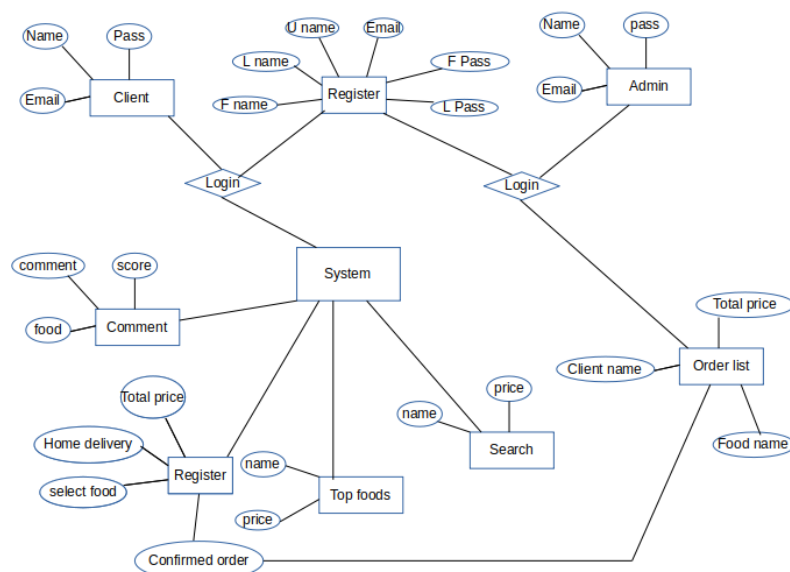 U name
Email
Name
Pass
Name
pass
L name
F Pass
Client
Register
Admin
Email
F name
L Pass
Email
Login
Login
comment
score
System
food
Comment
Total price
Client name
Order list
Total price
price
name
Home delivery
Food name
Search
name
Register
select food
Top foods
price
Confirmed order